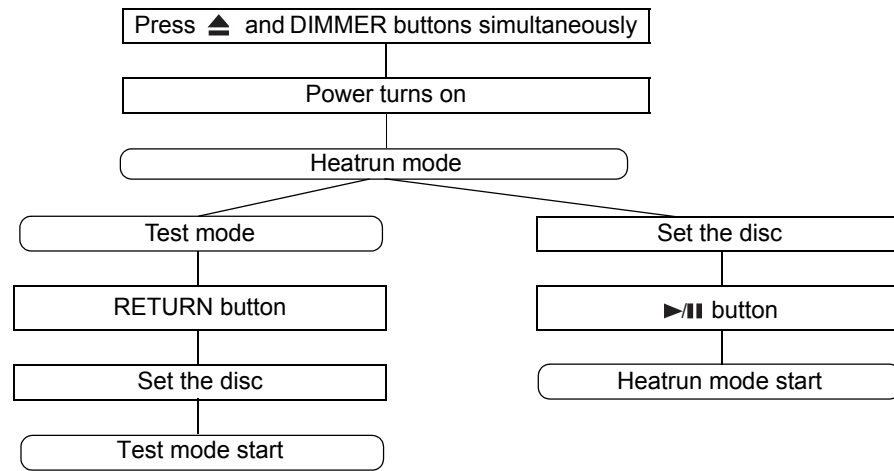 Press ⏏ and DIMMER buttons simultaneously
Power turns on
Heatrun mode
Test mode
RETURN button
Set the disc
Test mode start
Set the disc
►/II button
Heatrun mode start